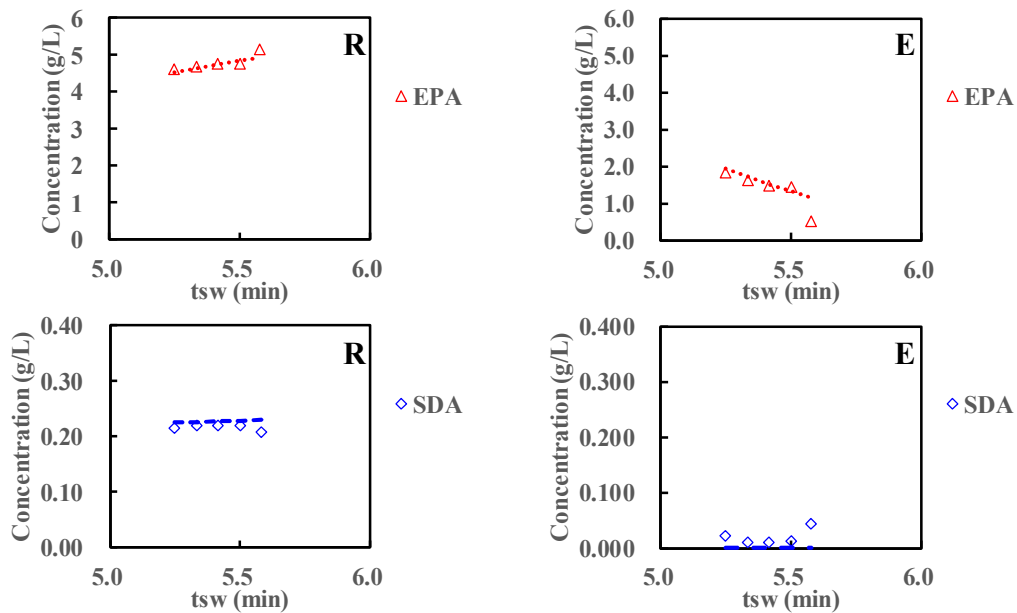 R
Concentration (g/L)
6
5
4
3
2
1
0
5.0 5.5 6.0
tsw (min)
EPA
E
Concentration (g/L)
6.0
5.0
4.0
3.0
2.0
1.0
0.0
5.0 5.5 6.0
tsw (min)
EPA
R
Concentration (g/L)
0.40
0.30
0.20
0.10
0.00
5.0 5.5 6.0
tsw (min)
SDA
E
Concentration (g/L)
0.400
0.300
0.200
0.100
0.000
5.0 5.5 6.0
tsw (min)
SDA